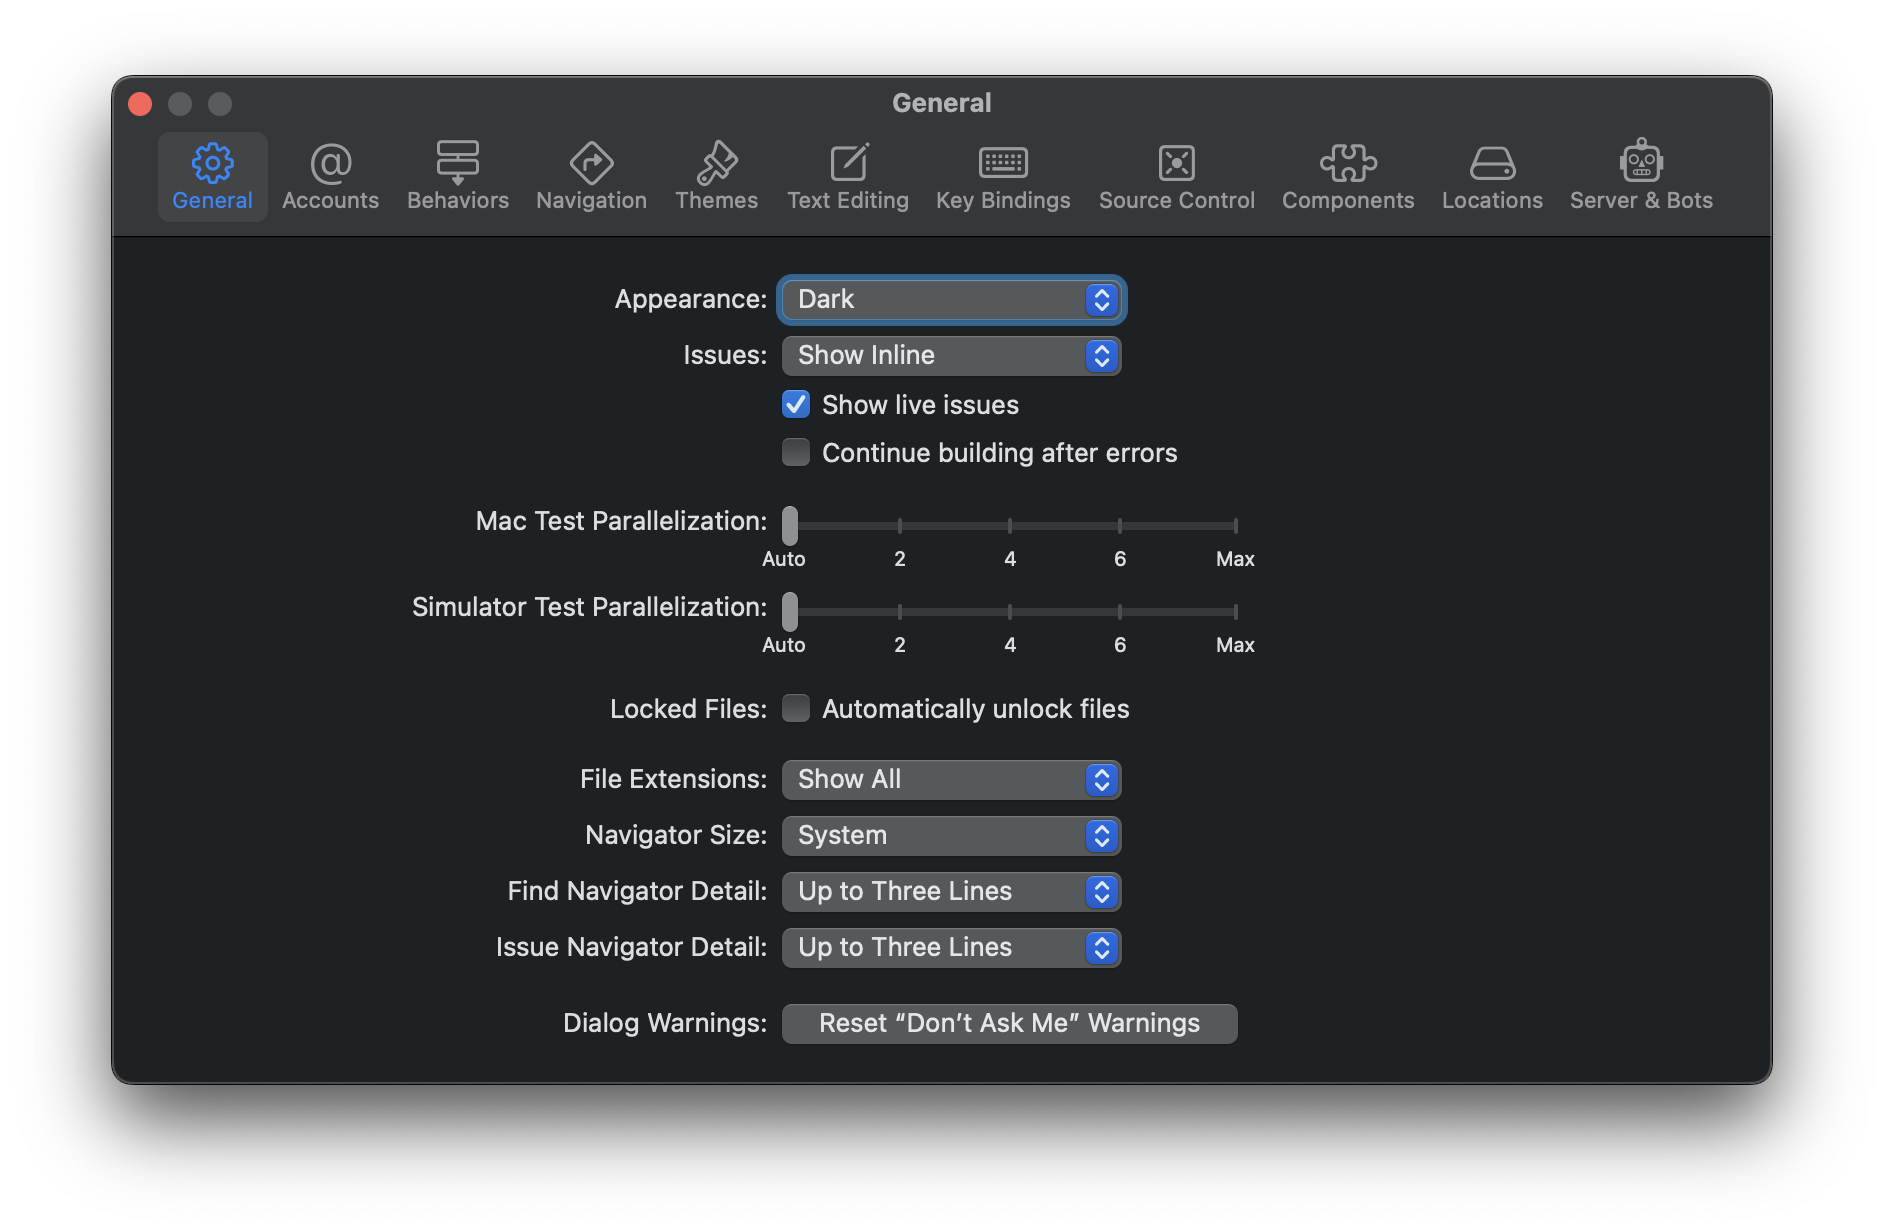 General
General Accounts Behaviors Navigation Themes Text Editing Key Bindings Source Control Components Locations Server & Bots
Appearance: Dark
Issues: Show Inline
Show live issues
Continue building after errors
Mac Test Parallelization:
Auto 2 4 6 Max
Simulator Test Parallelization:
Auto 2 4 6 Max
Locked Files: Automatically unlock files
File Extensions: Show All
Navigator Size: System
Find Navigator Detail: Up to Three Lines
Issue Navigator Detail: Up to Three Lines
Dialog Warnings: Reset “Don’t Ask Me” Warnings